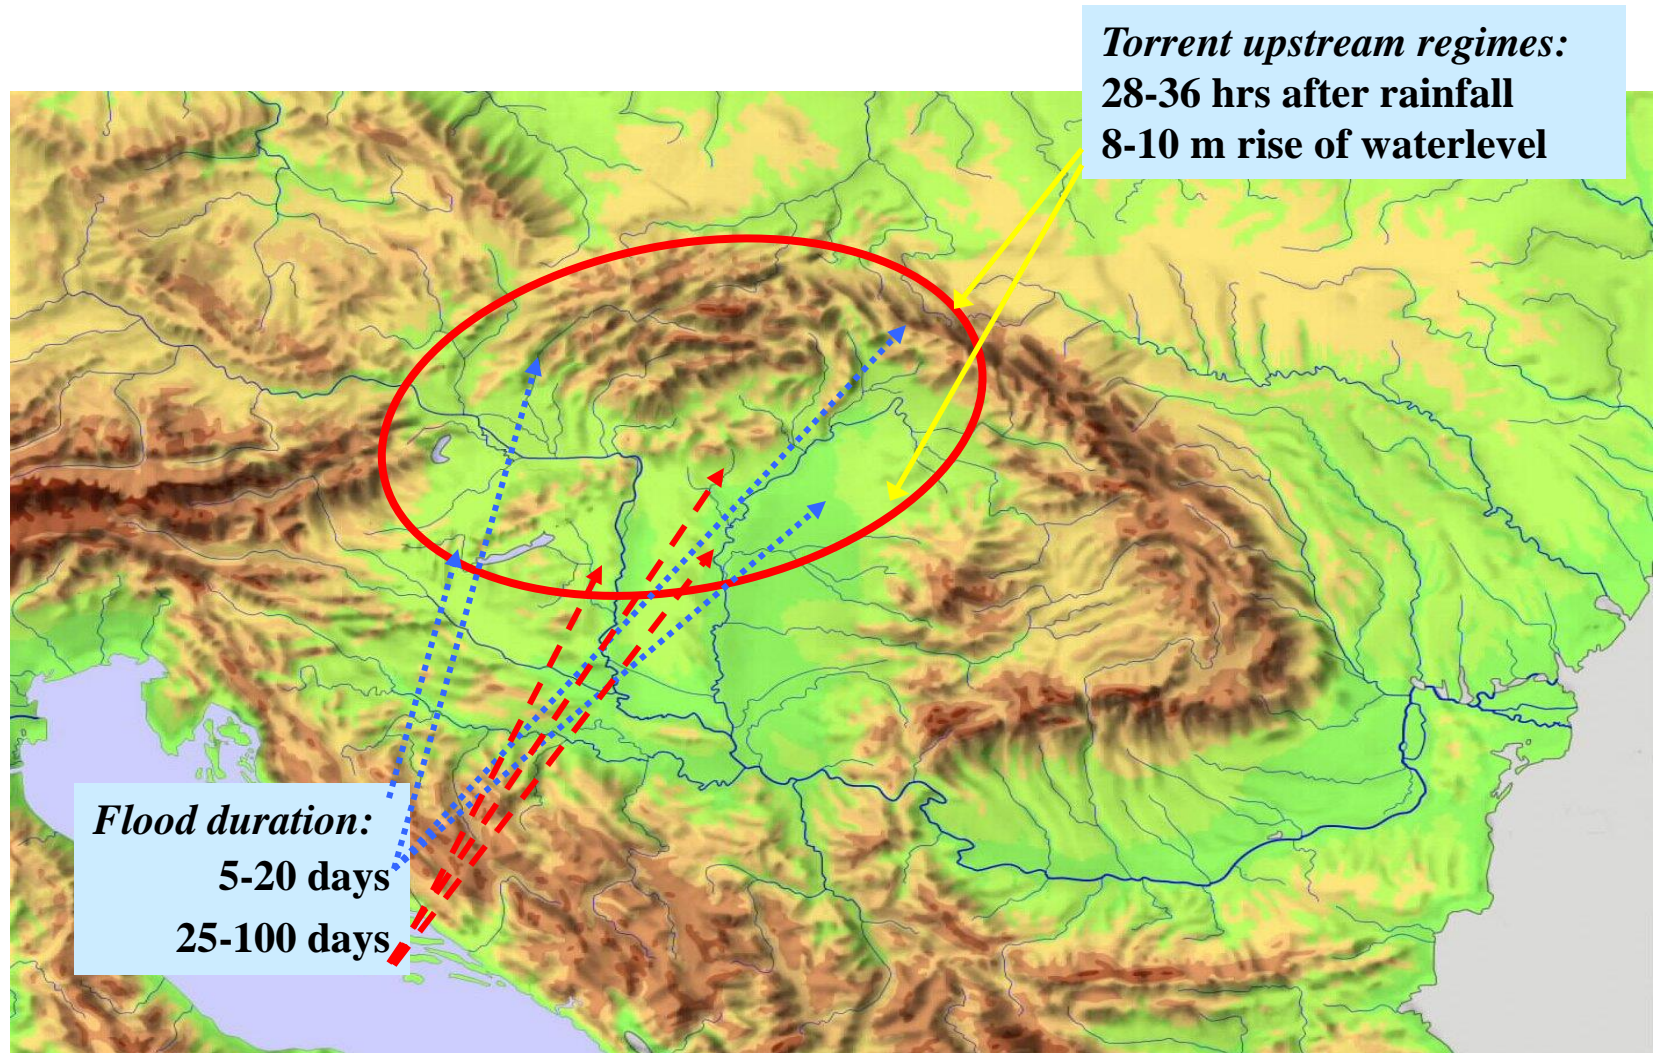 Torrent upstream regimes:
28-36 hrs after rainfall
8-10 m rise of waterlevel
Flood duration:
5-20 days
25-100 days